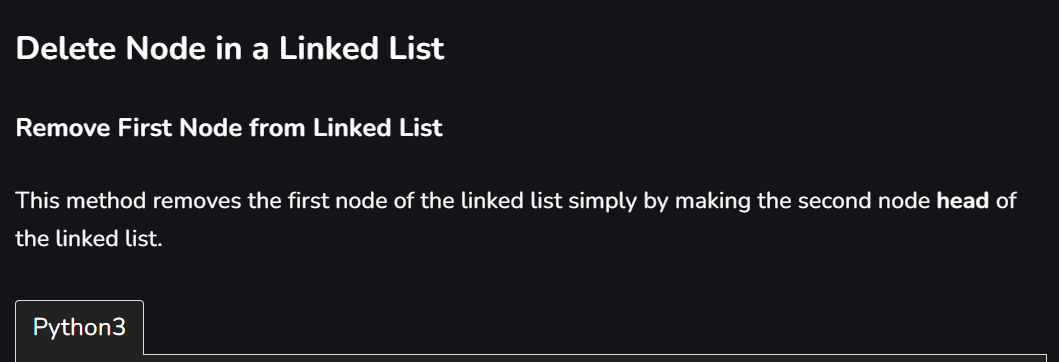 Delete Node in a Linked List
Remove First Node from Linked List
This method removes the first node of the linked list simply by making the second node head of
the linked list.
Python3